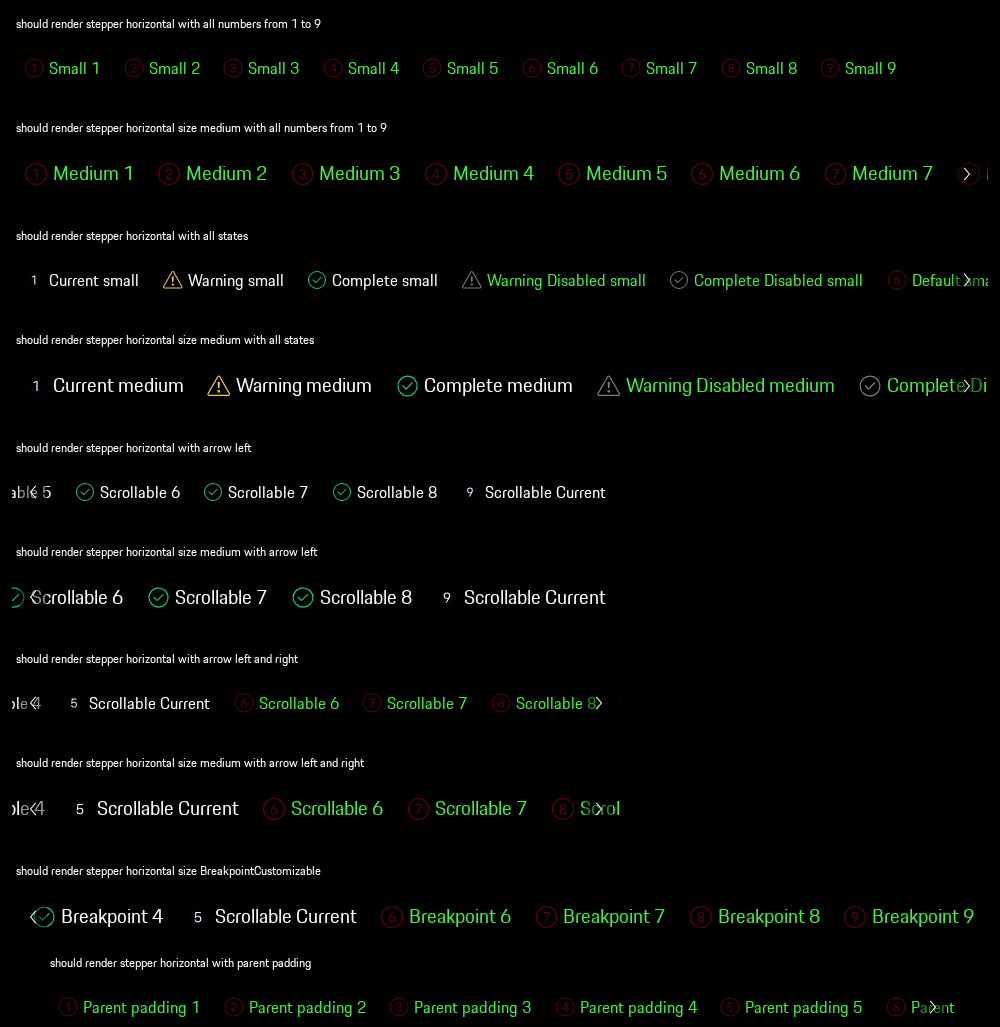 should render stepper horizontal with all numbers from 1 to 9
1 Small 1 2 Small 2 3 Small 3 4 Small 4 5 Small 5 6 Small 6 7 Small 7 8 Small 8 9 Small 9
should render stepper horizontal size medium with all numbers from 1 to 9
1 Medium 1 2 Medium 2 3 Medium 3 4 Medium 4 5 Medium 5 6 Medium 6 7 Medium 7
should render stepper horizontal with all states
1 Current small Warning small Complete small Warning Disabled small Complete Disabled small 6 Default
should render stepper horizontal size medium with all states
1 Current medium Warning medium Complete medium Warning Disabled medium Complete Di
should render stepper horizontal with arrow left
able 5 Scrollable 6 Scrollable 7 Scrollable 8 9 Scrollable Current
should render stepper horizontal size medium with arrow left
Scrollable 6 Scrollable 7 Scrollable 8 9 Scrollable Current
should render stepper horizontal with arrow left and right
ble 4 5 Scrollable Current 6 Scrollable 6 7 Scrollable 7 8 Scrollable 8
should render stepper horizontal size medium with arrow left and right
ble 4 5 Scrollable Current 6 Scrollable 6 7 Scrollable 7 8 Scrol
should render stepper horizontal size BreakpointCustomizable
Breakpoint 4 5 Scrollable Current 6 Breakpoint 6 7 Breakpoint 7 8 Breakpoint 8 9 Breakpoint 9
should render stepper horizontal with parent padding
1 Parent padding 1 2 Parent padding 2 3 Parent padding 3 4 Parent padding 4 5 Parent padding 5 6 Parent